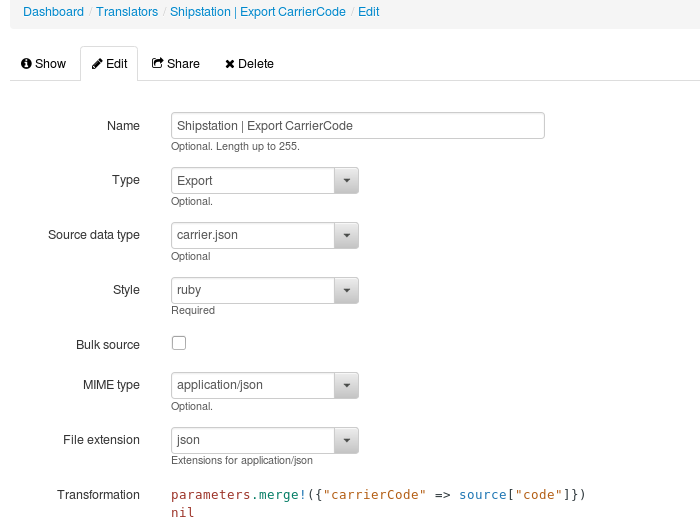 Dashboard / Translators / Shipstation | Export CarrierCode / Edit
Show Edit Share Delete
Name Shipstation | Export CarrierCode
Optional. Length up to 255.
Type Export
Optional.
Source data type carrier.json
Optional
Style ruby
Required
Bulk source
MIME type application/json
Optional.
File extension json
Extensions for application/json
Transformation parameters.merge!({"carrierCode" => source["code"]})
nil